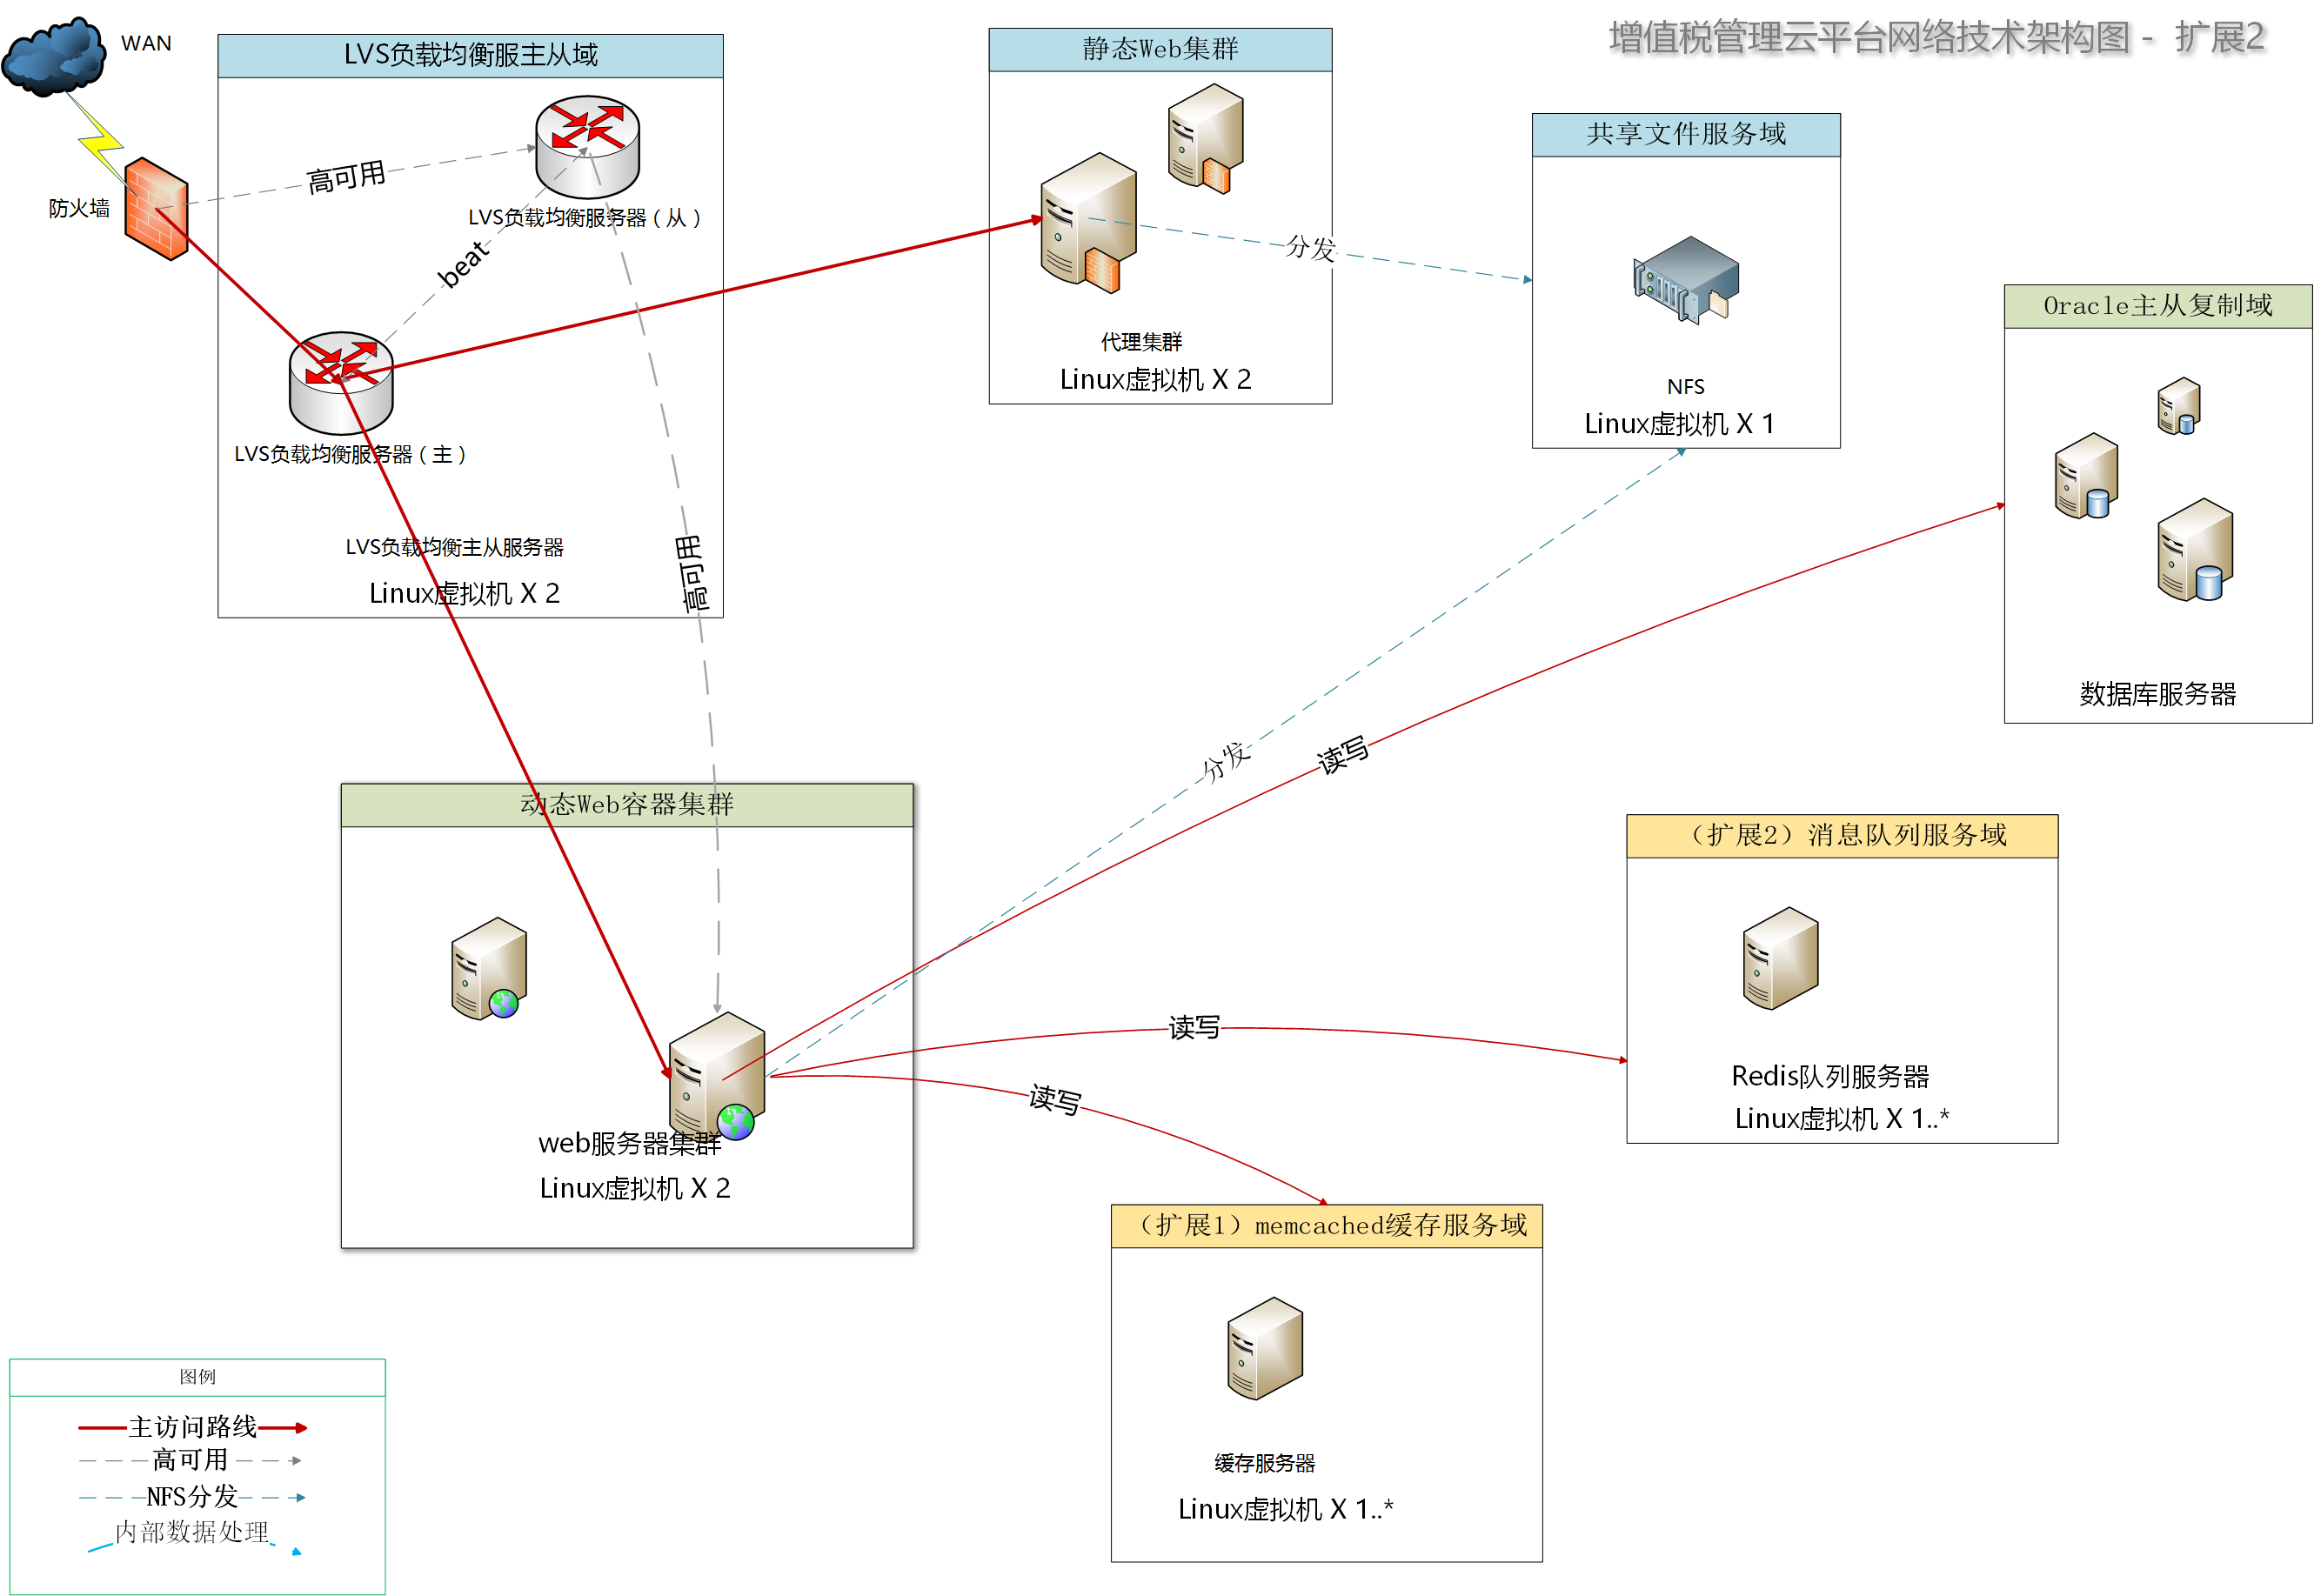 增值税管理云平台网络技术架构图 - 扩展2
WAN
防火墙
LVS负载均衡服主从域
高可用
LVS负载均衡服务器（从）
beat
LVS负载均衡服务器（主）
LVS负载均衡主从服务器
Linux虚拟机 X 2
高可用
静态Web集群
代理集群
Linux虚拟机 X 2
分发
共享文件服务域
NFS
Linux虚拟机 X 1
Oracle主从复制域
数据库服务器
分发
读写
动态Web容器集群
web服务器集群
Linux虚拟机 X 2
读写
读写
（扩展2）消息队列服务域
Redis队列服务器
Linux虚拟机 X 1..*
（扩展1）memcached缓存服务域
缓存服务器
Linux虚拟机 X 1..*
图例
主访问路线
高可用
NFS分发
内部数据处理